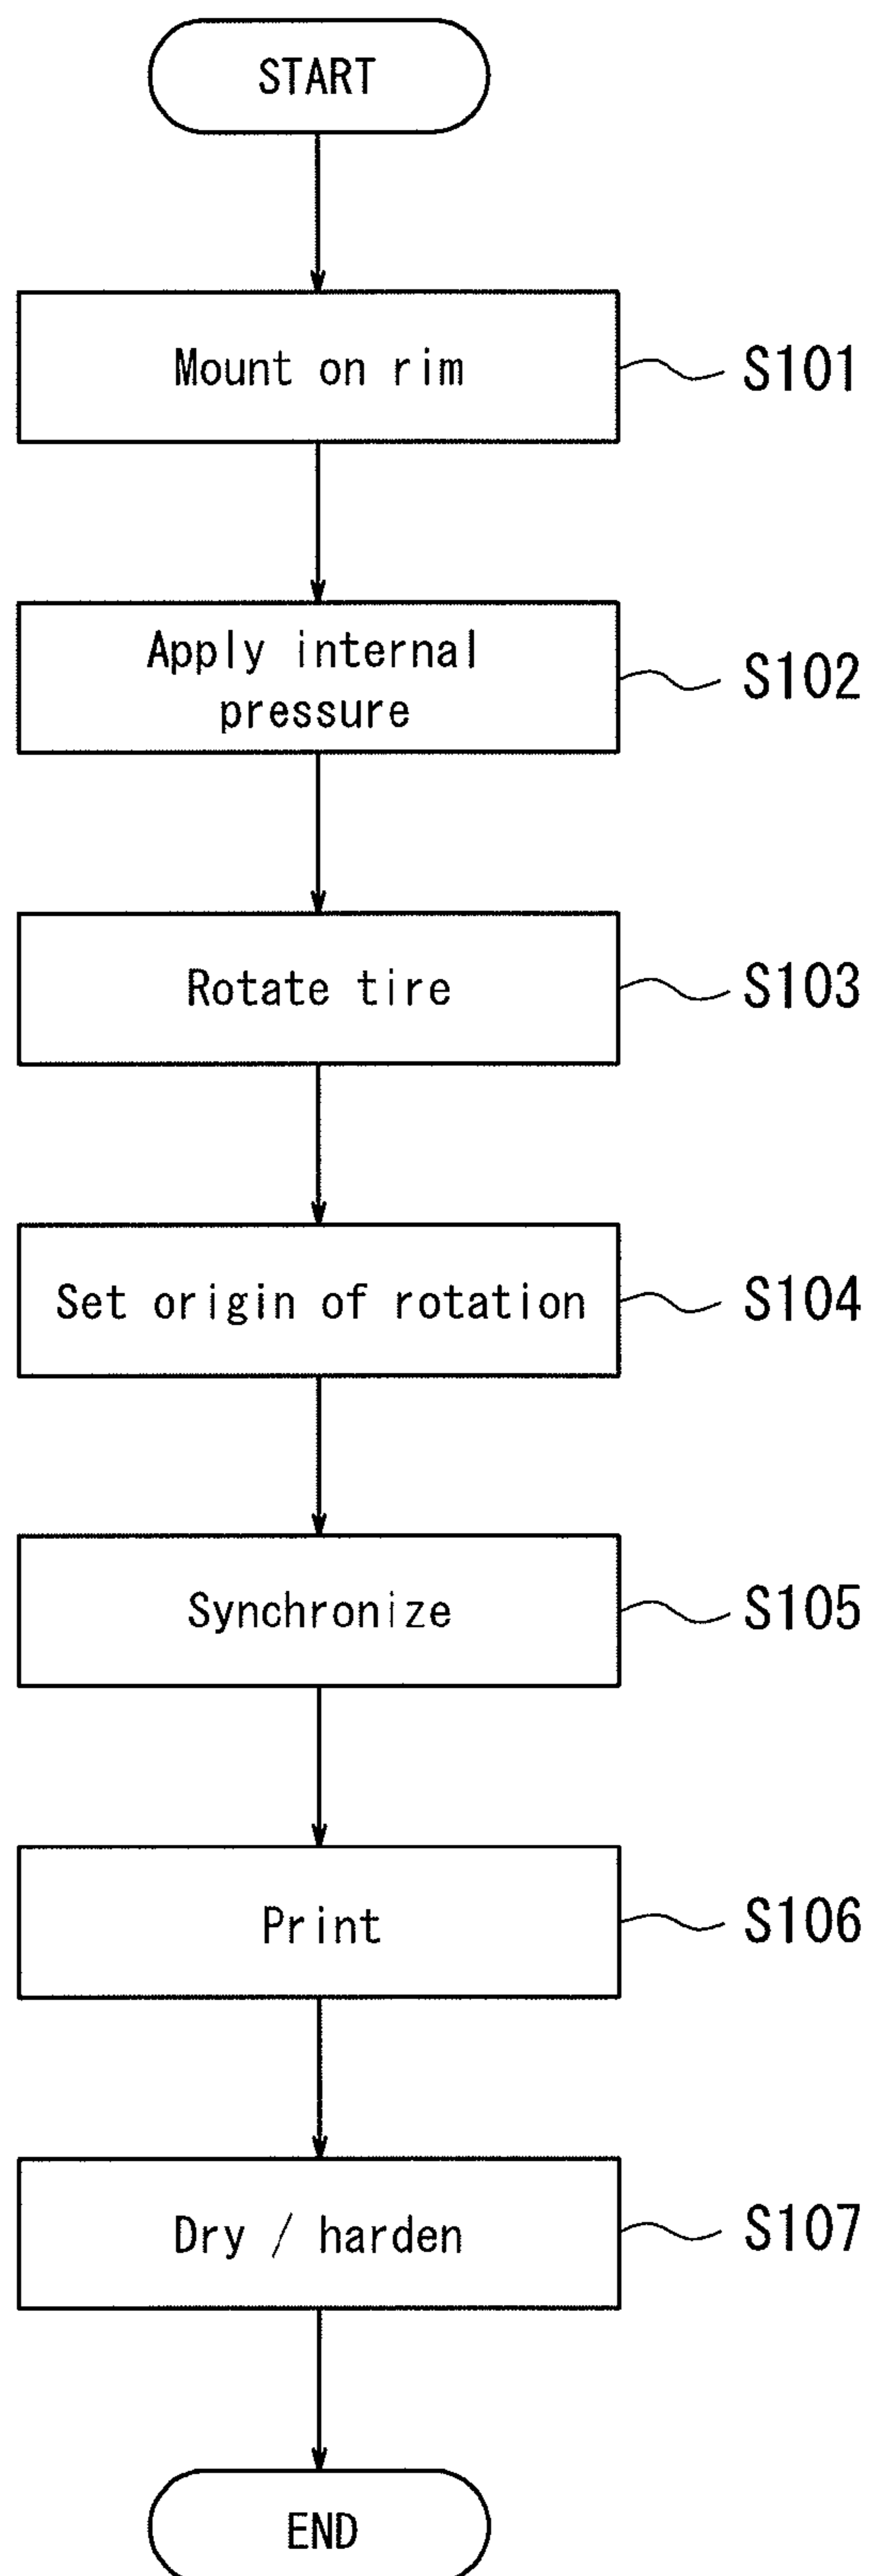 START
Mount on rim
S101
Apply internal
pressure
S102
Rotate tire
S103
Set origin of rotation
S104
Synchronize
S105
Print
S106
Dry / harden
S107
END